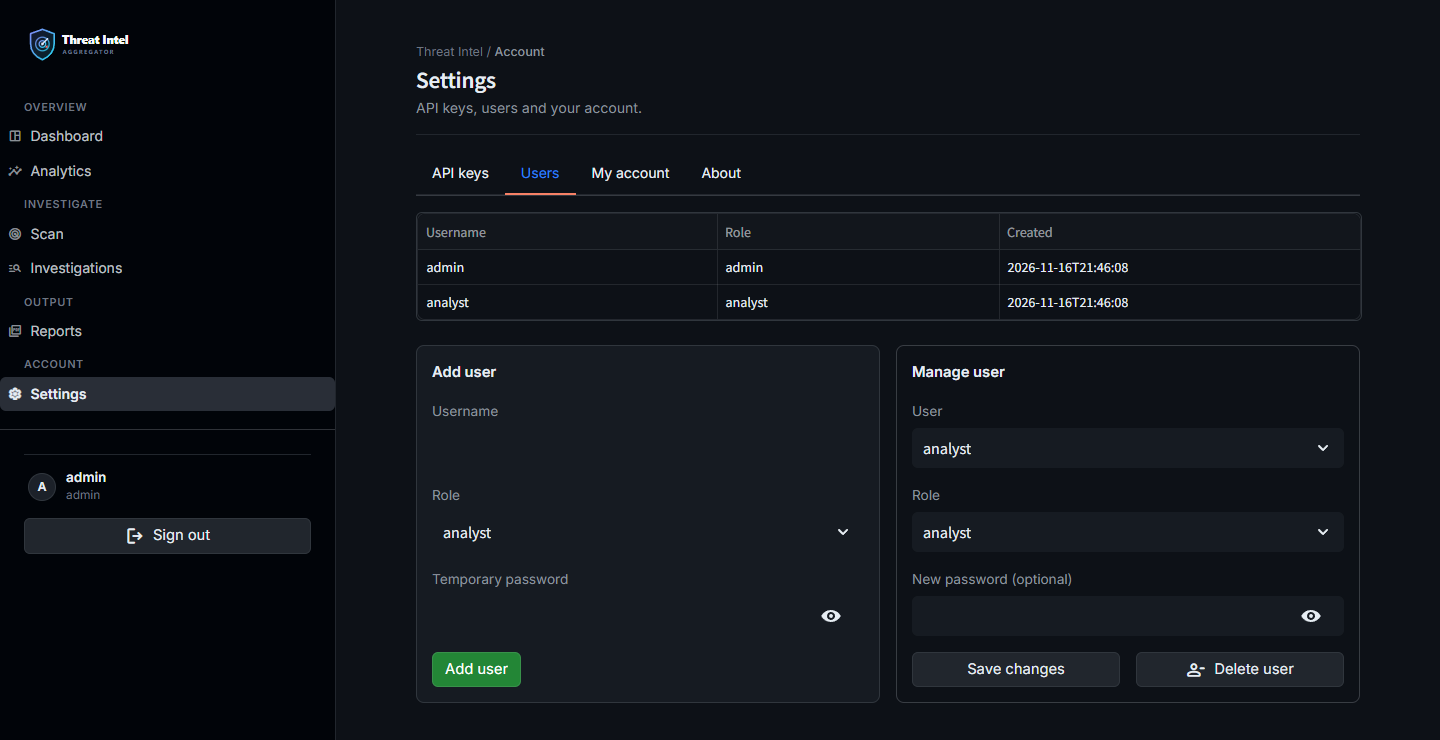 Threat Intel
AGGREGATOR
OVERVIEW
Dashboard
Analytics
INVESTIGATE
Scan
Investigations
OUTPUT
Reports
ACCOUNT
Settings
A
admin
admin
Sign out
Threat Intel / Account
Settings
API keys, users and your account.
API keys Users My account About
Username Role Created
admin admin 2026-11-16T21:46:08
analyst analyst 2026-11-16T21:46:08
Add user
Username
Role
analyst
Temporary password
Add user
Manage user
User
analyst
Role
analyst
New password (optional)
Save changes Delete user